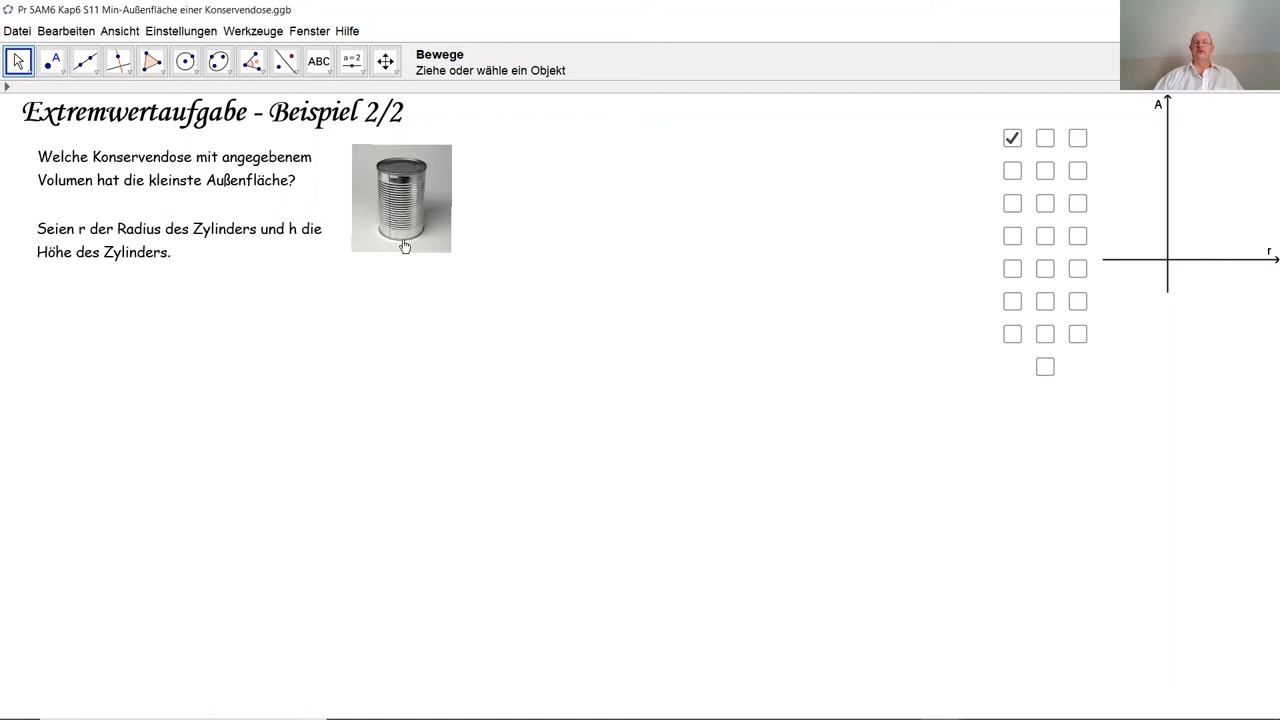 Pr 5AM6 Kap6 S11 Min-Außenfläche einer Konservendose.ggb
Datei Bearbeiten Ansicht Einstellungen Werkzeuge Fenster Hilfe
A ABC a=2
Bewege
Ziehe oder wähle ein Objekt
Extremwertaufgabe - Beispiel 2/2
Welche Konservendose mit angegebenem
Volumen hat die kleinste Außenfläche?
Seien r der Radius des Zylinders und h die
Höhe des Zylinders.
A
r